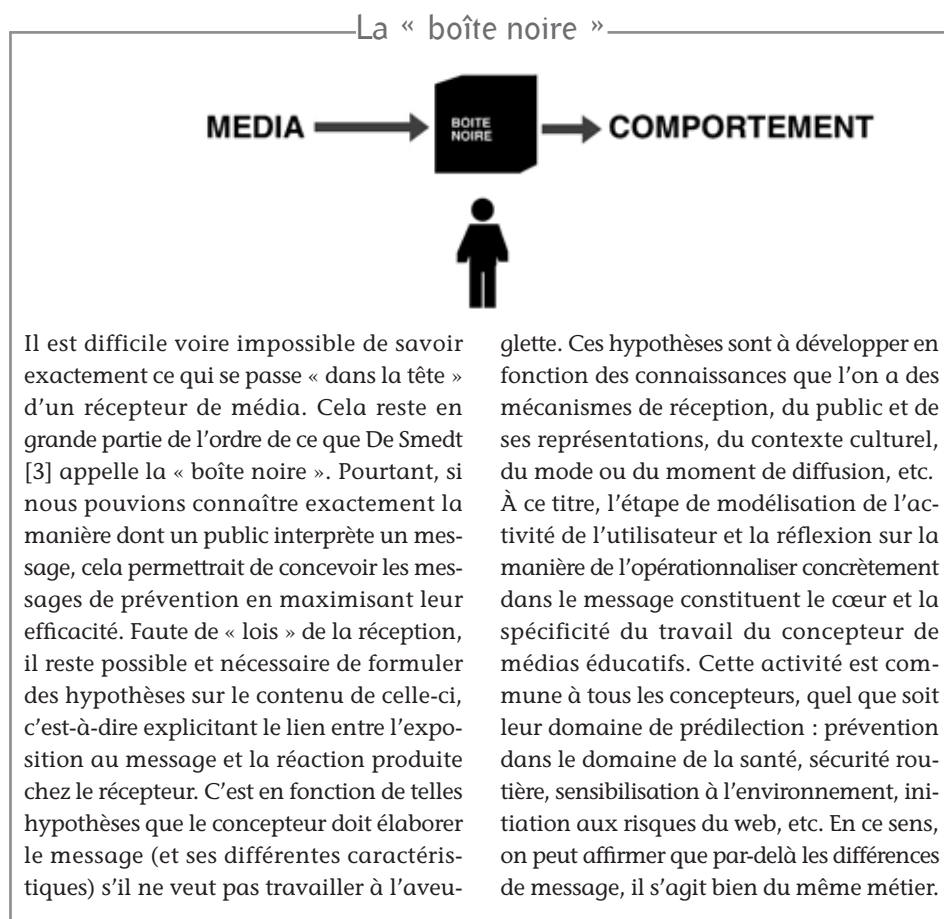 La « boîte noire »
MEDIA
BOITE
NOIRE
COMPORTEMENT
Il est difficile voire impossible de savoir
exactement ce qui se passe « dans la tête »
d'un récepteur de média. Cela reste en
grande partie de l'ordre de ce que De Smedt
[3] appelle la « boîte noire ». Pourtant, si
nous pouvions connaître exactement la
manière dont un public interprète un mes-
sage, cela permettrait de concevoir les mes-
sages de prévention en maximisant leur
efficacité. Faute de « lois » de la réception,
il reste possible et nécessaire de formuler
des hypothèses sur le contenu de celle-ci,
c'est-à-dire explicitant le lien entre l'expo-
sition au message et la réaction produite
chez le récepteur. C'est en fonction de telles
hypothèses que le concepteur doit élaborer
le message (et ses différentes caractéris-
tiques) s'il ne veut pas travailler à l'aveu-
glette. Ces hypothèses sont à développer en
fonction des connaissances que l'on a des
mécanismes de réception, du public et de
ses représentations, du contexte culturel,
du mode ou du moment de diffusion, etc.
À ce titre, l'étape de modélisation de l'ac-
tivité de l'utilisateur et la réflexion sur la
manière de l'opérationnaliser concrètement
dans le message constituent le cœur et la
spécificité du travail du concepteur de
médias éducatifs. Cette activité est com-
mune à tous les concepteurs, quel que soit
leur domaine de prédilection : prévention
dans le domaine de la santé, sécurité rou-
tière, sensibilisation à l'environnement, ini-
tiation aux risques du web, etc. En ce sens,
on peut affirmer que par-delà les différences
de message, il s'agit bien du même métier.